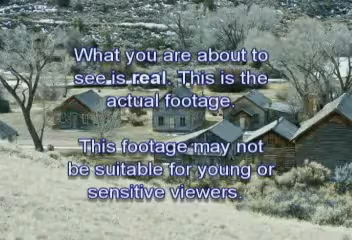 What you are about to
see is real. This is the
actual footage.
This footage may not
be suitable for young or
sensitive viewers.